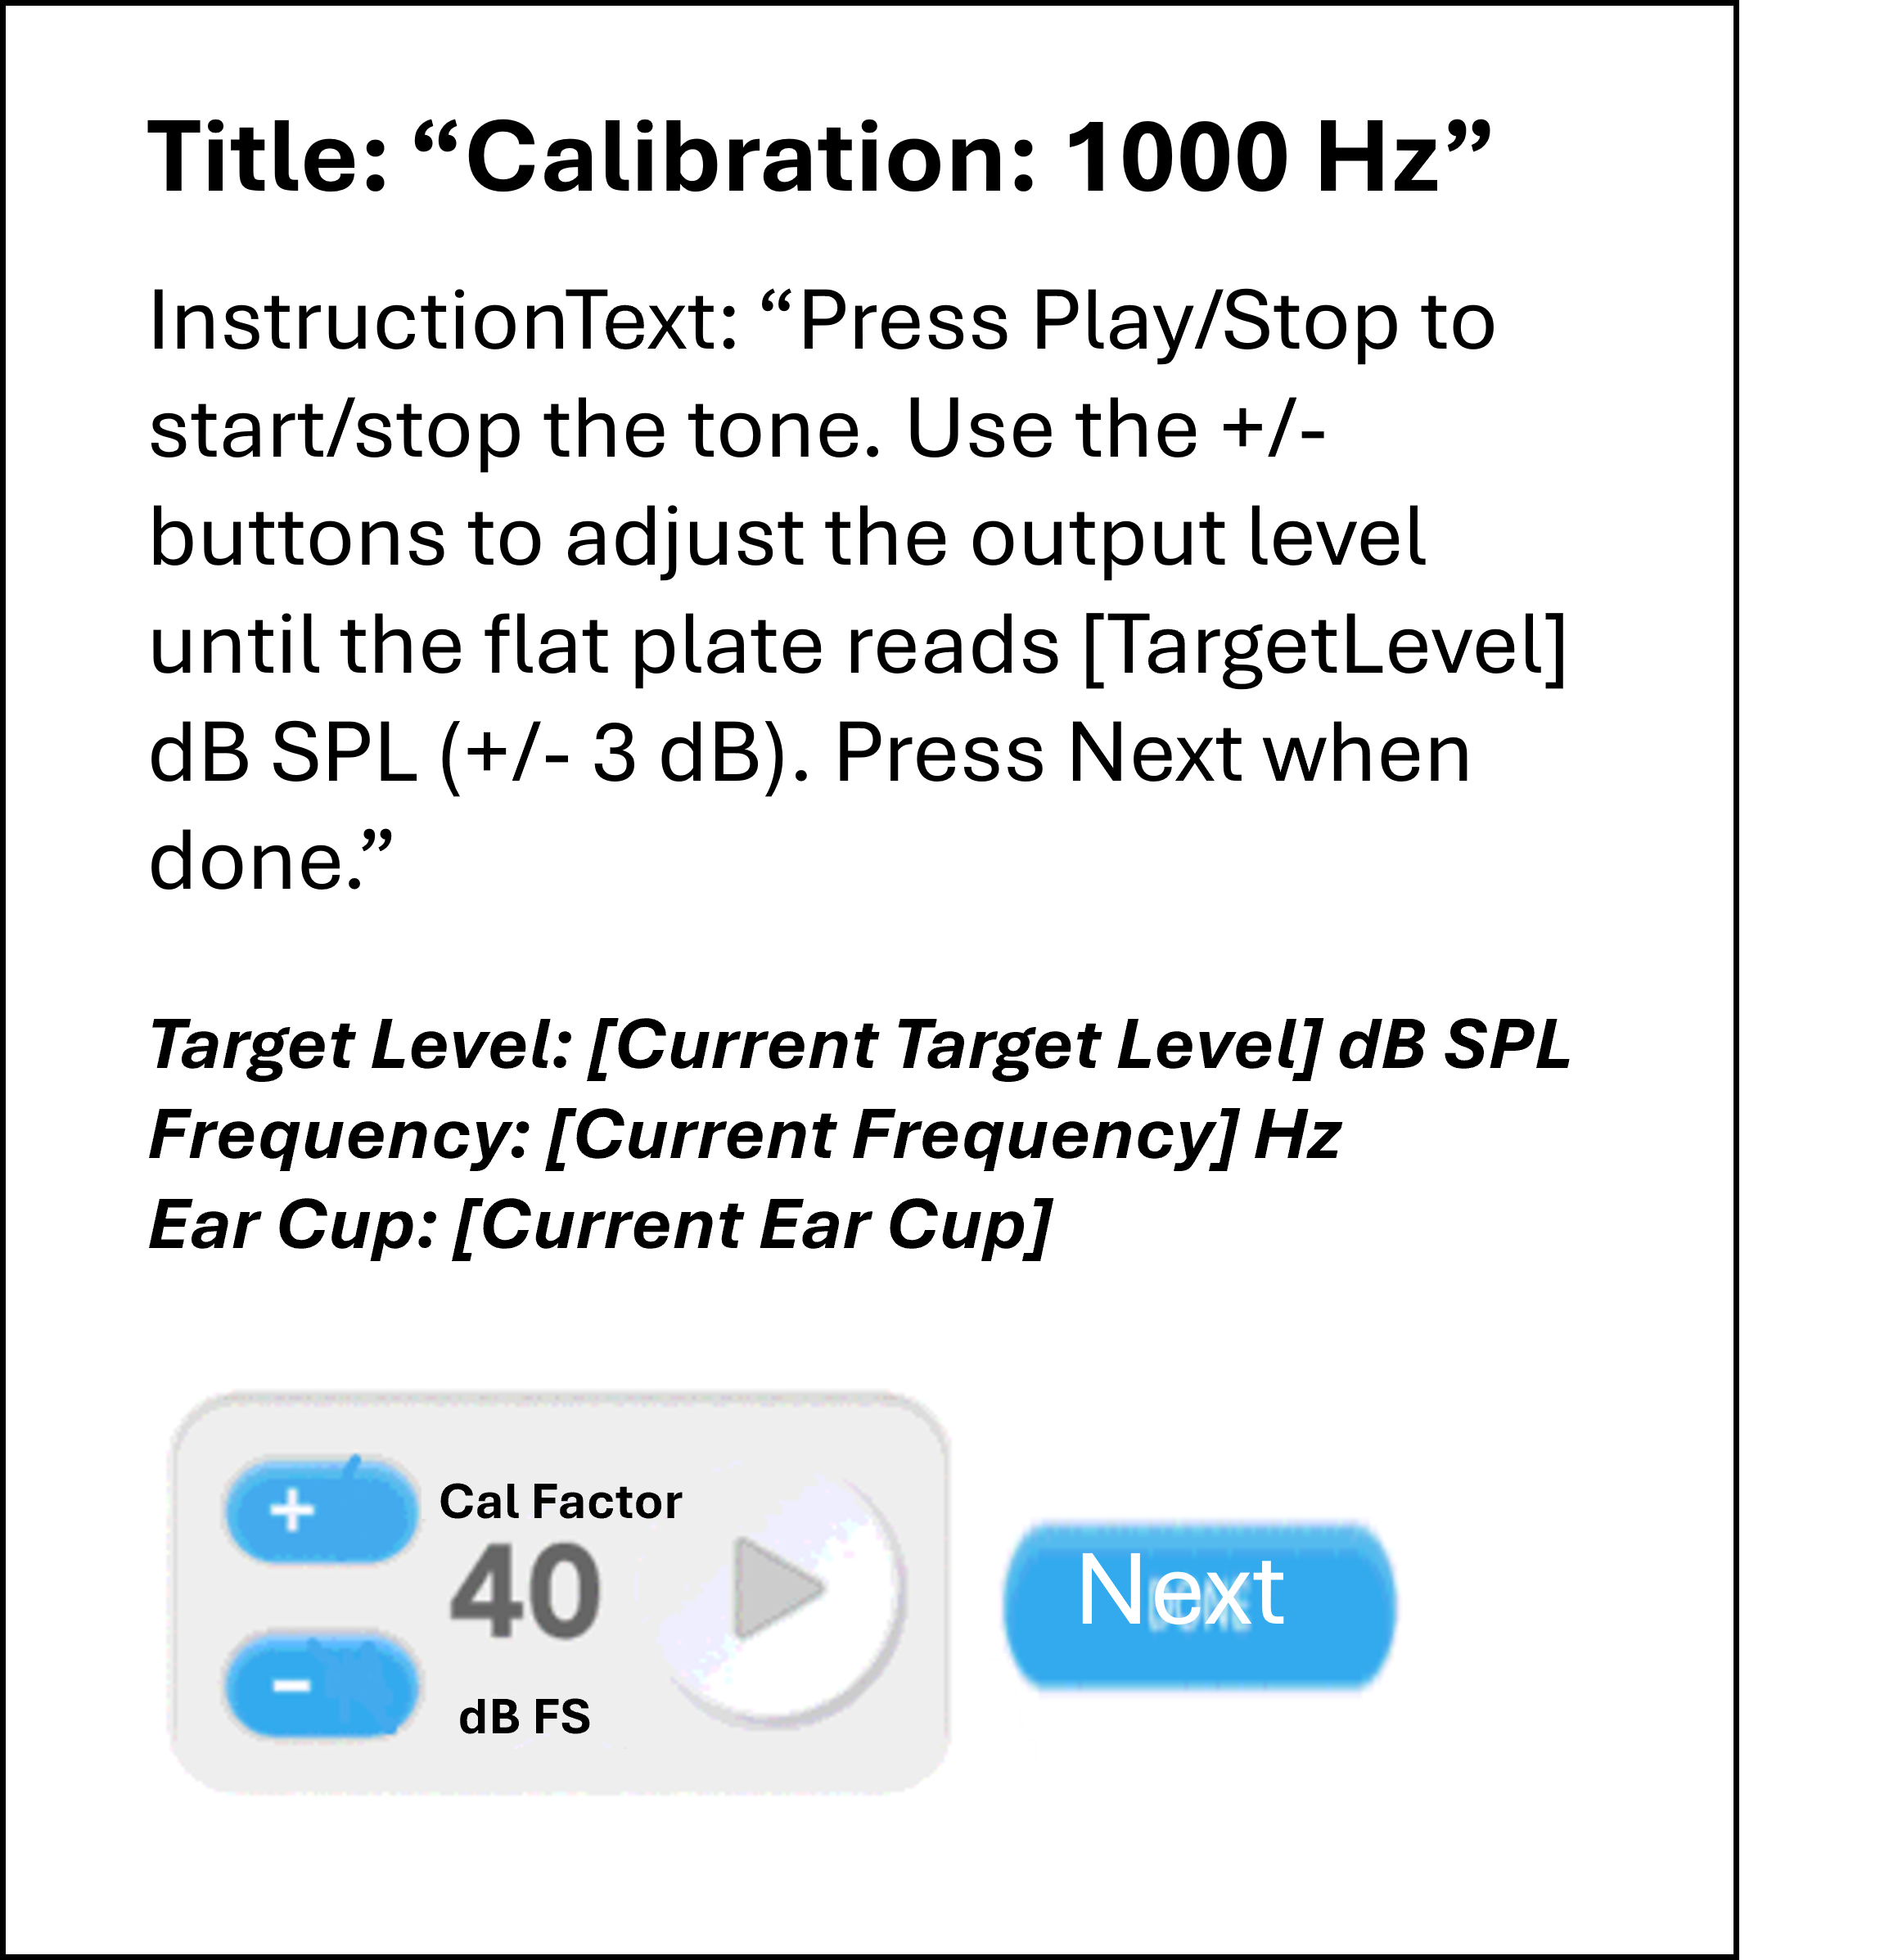 Title: “Calibration: 1000 Hz”
InstructionText: “Press Play/Stop to
start/stop the tone. Use the +/-
buttons to adjust the output level
until the flat plate reads [TargetLevel]
dB SPL (+/- 3 dB). Press Next when
done.”
Target Level: [Current Target Level] dB SPL
Frequency: [Current Frequency] Hz
Ear Cup: [Current Ear Cup]
+
Cal Factor
40
-
dB FS
Next